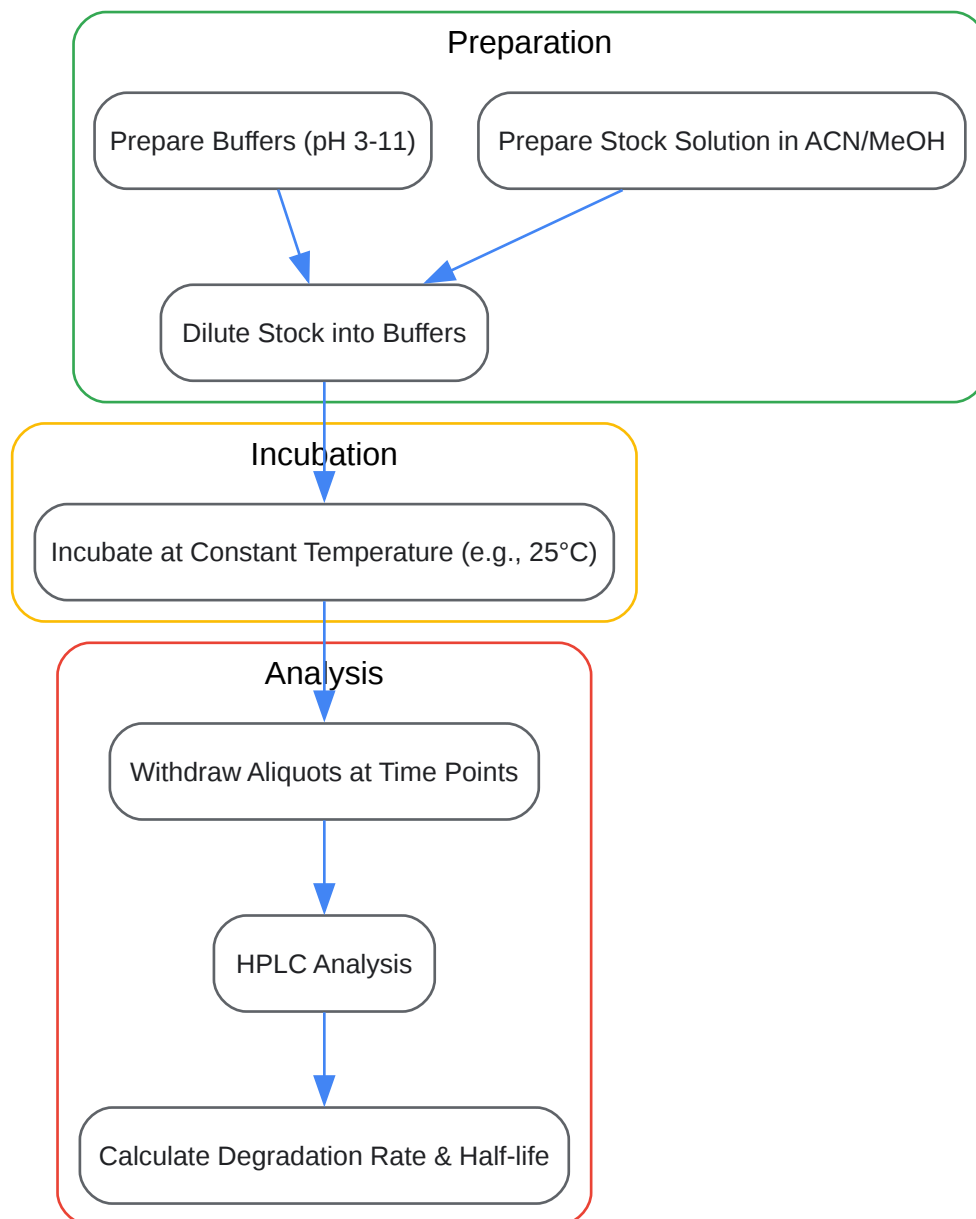 Preparation
Prepare Buffers (pH 3-11)
Prepare Stock Solution in ACN/MeOH
Dilute Stock into Buffers
Incubation
Incubate at Constant Temperature (e.g., 25°C)
Analysis
Withdraw Aliquots at Time Points
HPLC Analysis
Calculate Degradation Rate & Half-life